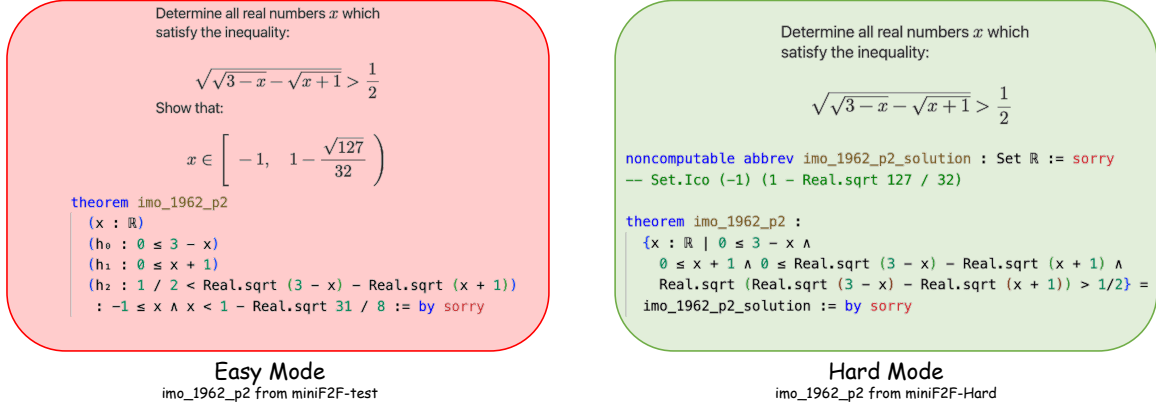 Determine all real numbers x which
satisfy the inequality:
√(√(3 − x) − √(x + 1)) > 1/2
Show that:
x ∈ [ −1, 1 − √127/32 )
theorem imo_1962_p2
(x : ℝ)
(h₀ : 0 ≤ 3 - x)
(h₁ : 0 ≤ x + 1)
(h₂ : 1 / 2 < Real.sqrt (3 - x) - Real.sqrt (x + 1))
: -1 ≤ x ∧ x < 1 - Real.sqrt 31 / 8 := by sorry
Easy Mode
imo_1962_p2 from miniF2F-test
Determine all real numbers x which
satisfy the inequality:
√(√(3 − x) − √(x + 1)) > 1/2
noncomputable abbrev imo_1962_p2_solution : Set ℝ := sorry
-- Set.Ico (-1) (1 - Real.sqrt 127 / 32)
theorem imo_1962_p2 :
{x : ℝ | 0 ≤ 3 - x ∧
0 ≤ x + 1 ∧ 0 ≤ Real.sqrt (3 - x) - Real.sqrt (x + 1) ∧
Real.sqrt (Real.sqrt (3 - x) - Real.sqrt (x + 1)) > 1/2} =
imo_1962_p2_solution := by sorry
Hard Mode
imo_1962_p2 from miniF2F-Hard